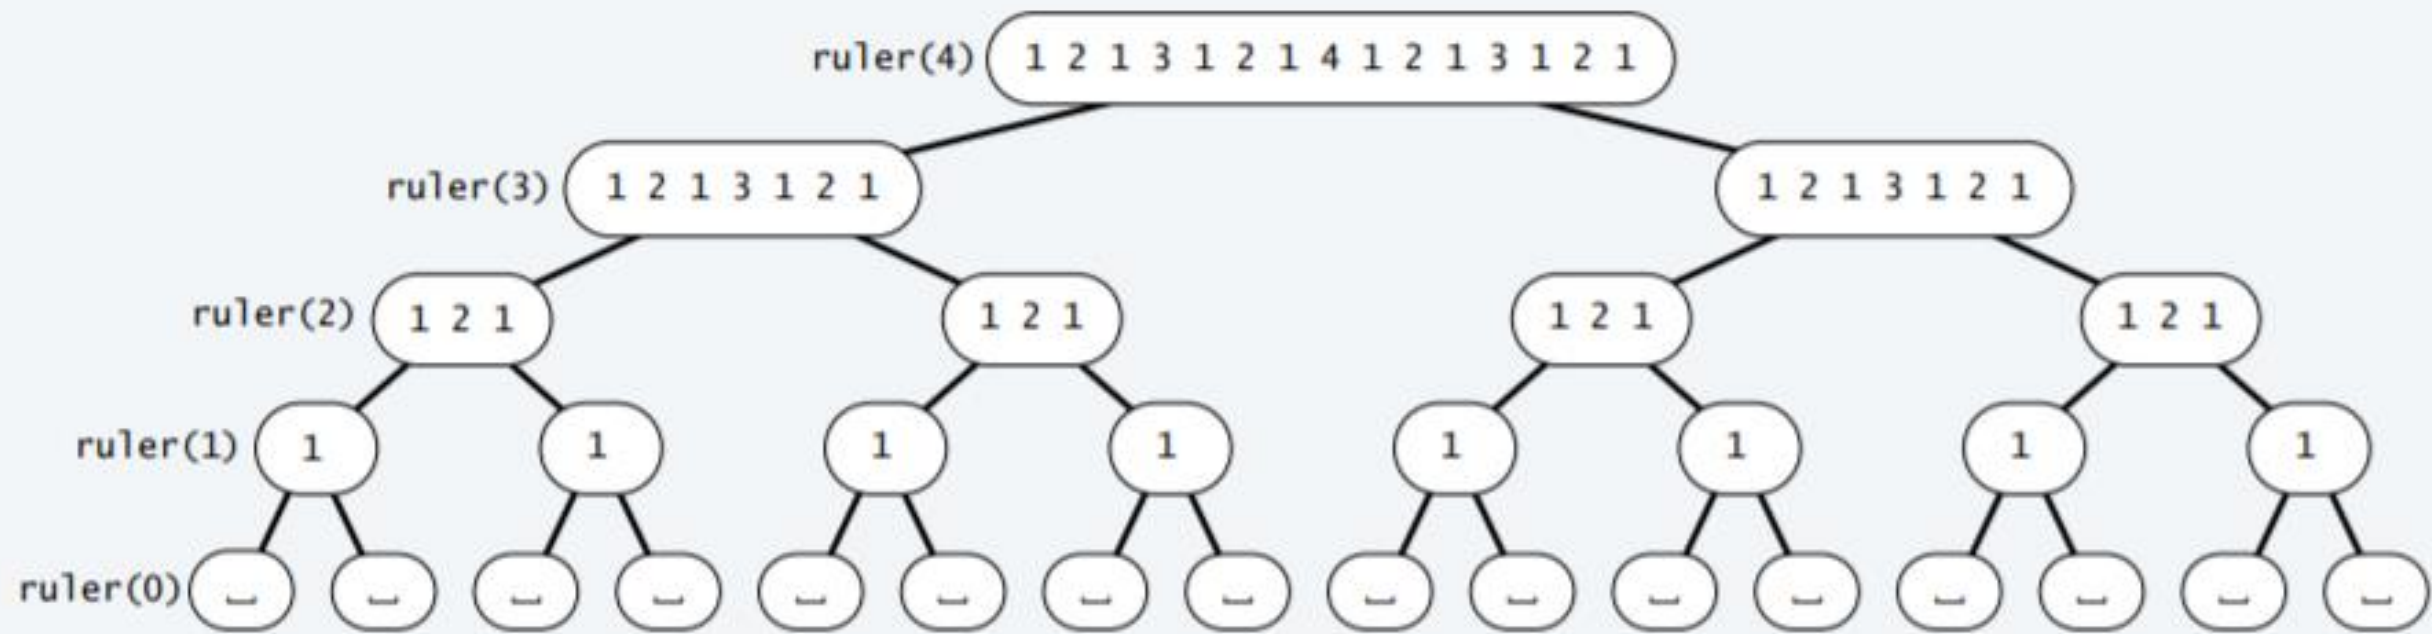 ruler(4) 1 2 1 3 1 2 1 4 1 2 1 3 1 2 1
ruler(3) 1 2 1 3 1 2 1 1 2 1 3 1 2 1
ruler(2) 1 2 1 1 2 1 1 2 1 1 2 1
ruler(1) 1 1 1 1 1 1 1 1
ruler(0) ⎵ ⎵ ⎵ ⎵ ⎵ ⎵ ⎵ ⎵ ⎵ ⎵ ⎵ ⎵ ⎵ ⎵ ⎵ ⎵